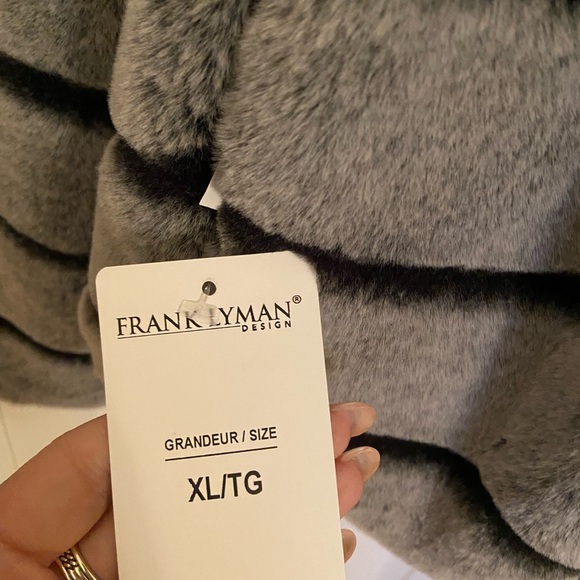 FRANK LYMAN®
DESIGN
GRANDEUR / SIZE
XL/TG